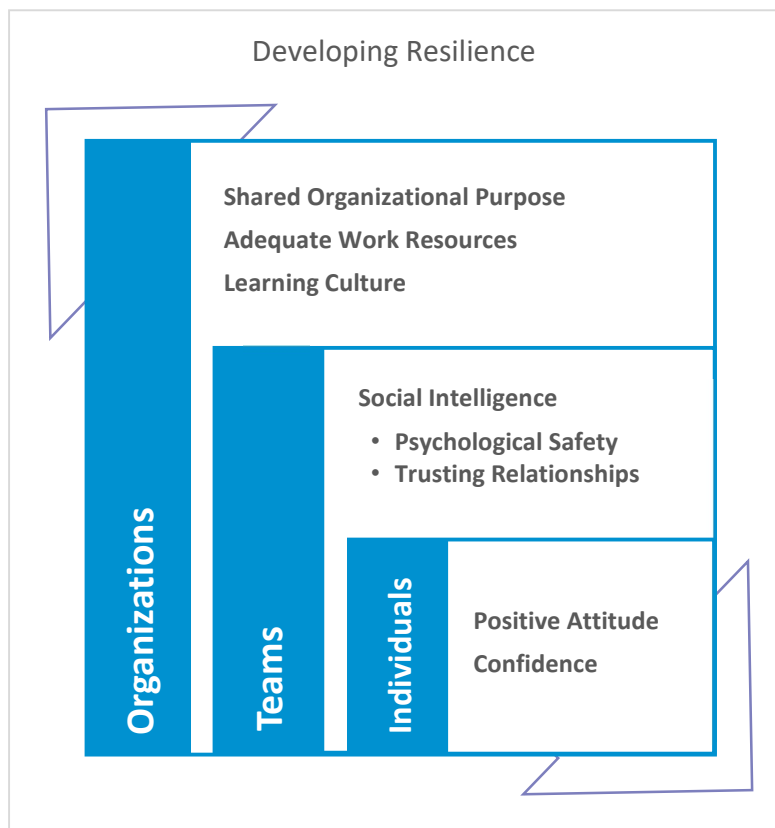 Developing Resilience
Organizations
Shared Organizational Purpose
Adequate Work Resources
Learning Culture
Teams
Social Intelligence
• Psychological Safety
• Trusting Relationships
Individuals
Positive Attitude
Confidence